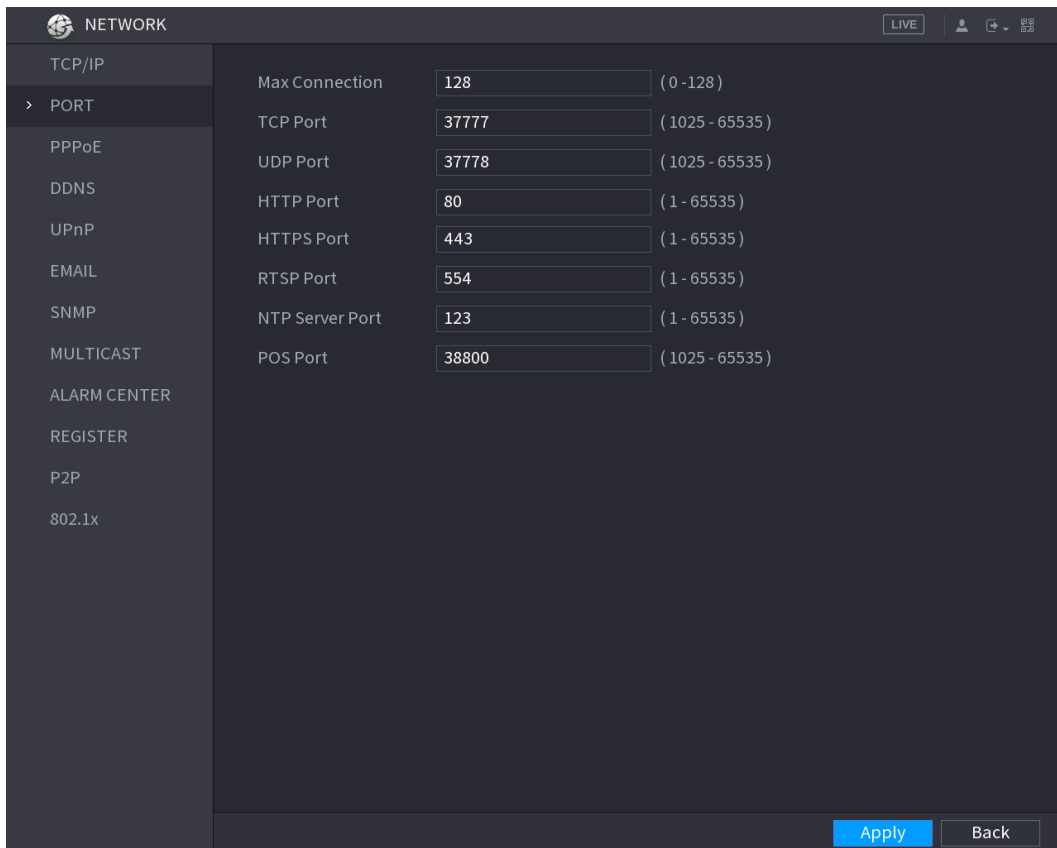 NETWORK LIVE
TCP/IP
PORT
PPPoE
DDNS
UPnP
EMAIL
SNMP
MULTICAST
ALARM CENTER
REGISTER
P2P
802.1x
Max Connection 128 ( 0 -128 )
TCP Port 37777 ( 1025 - 65535 )
UDP Port 37778 ( 1025 - 65535 )
HTTP Port 80 ( 1 - 65535 )
HTTPS Port 443 ( 1 - 65535 )
RTSP Port 554 ( 1 - 65535 )
NTP Server Port 123 ( 1 - 65535 )
POS Port 38800 ( 1025 - 65535 )
Apply Back